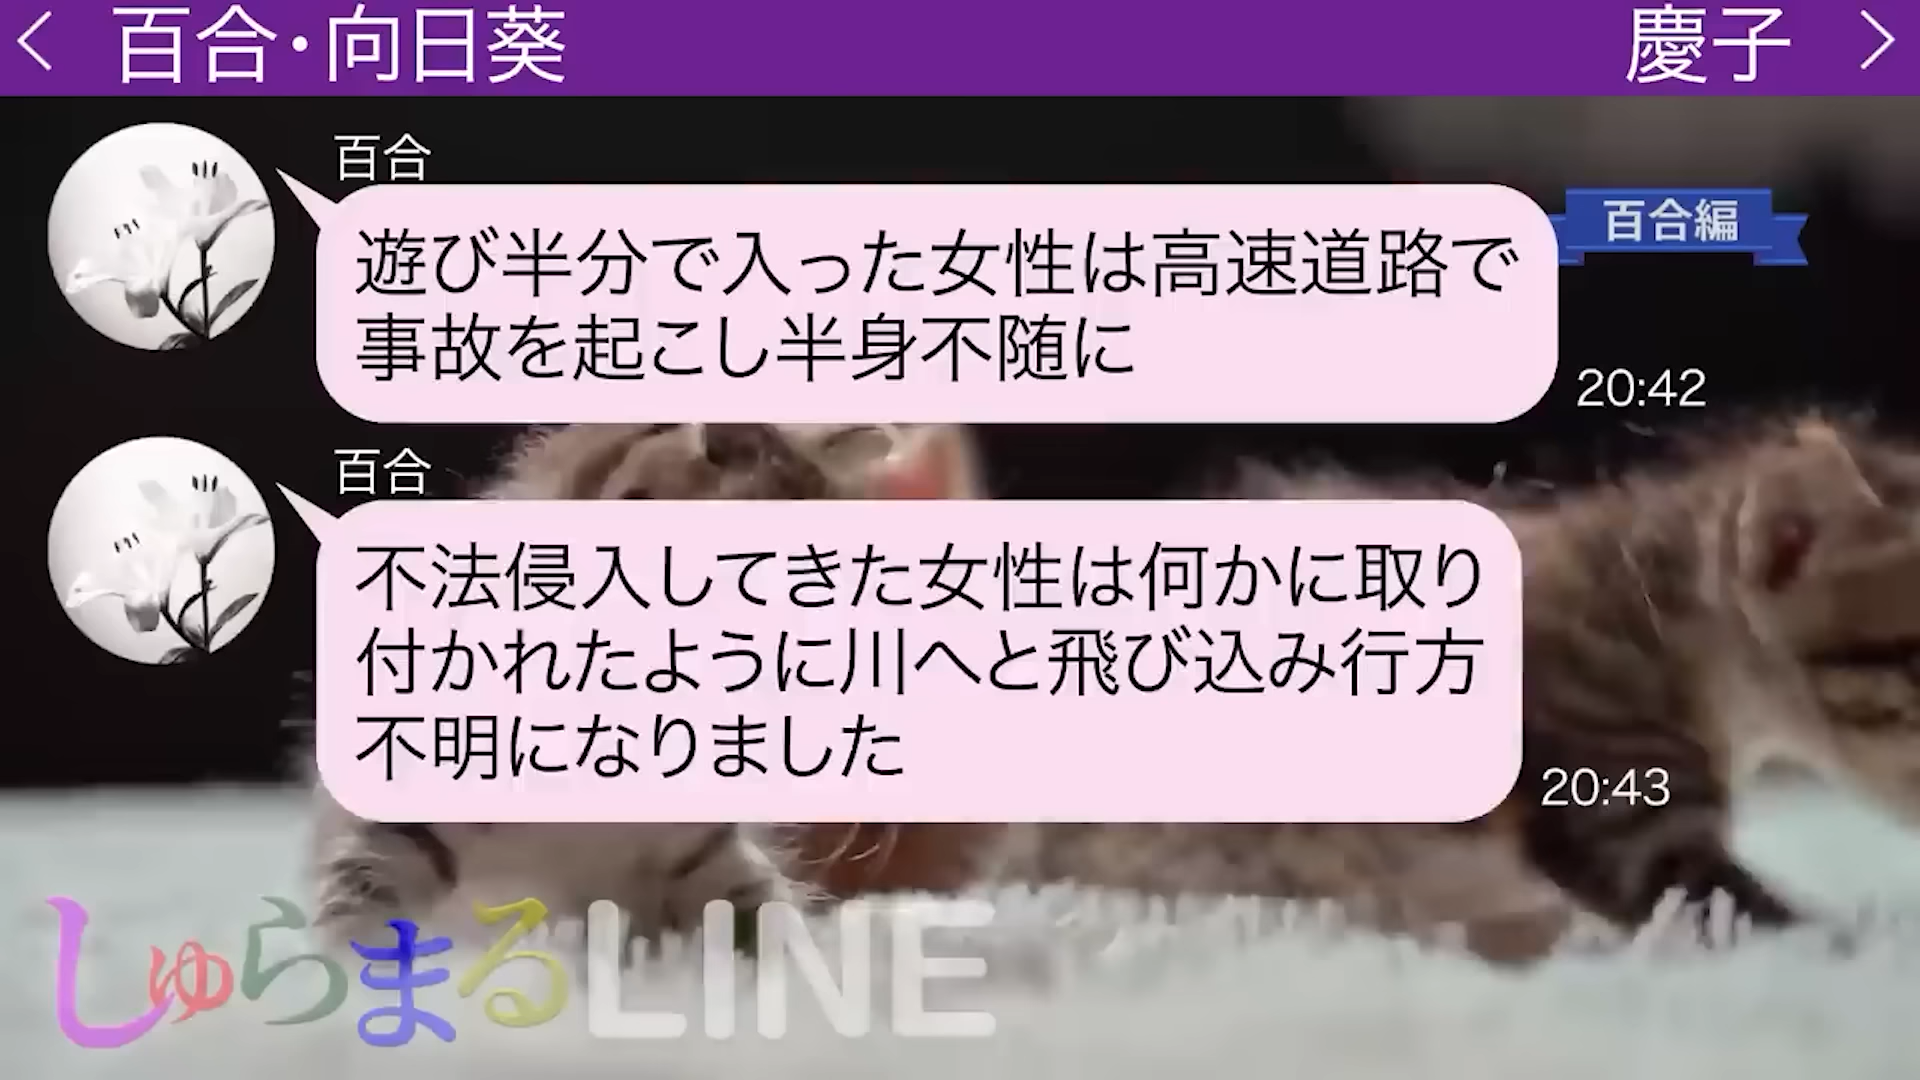 百合・向日葵
慶子
百合
百合編
遊び半分で入った女性は高速道路で
事故を起こし半身不随に
20:42
百合
不法侵入してきた女性は何かに取り
付かれたように川へと飛び込み行方
不明になりました
20:43
しゅらまるLINE